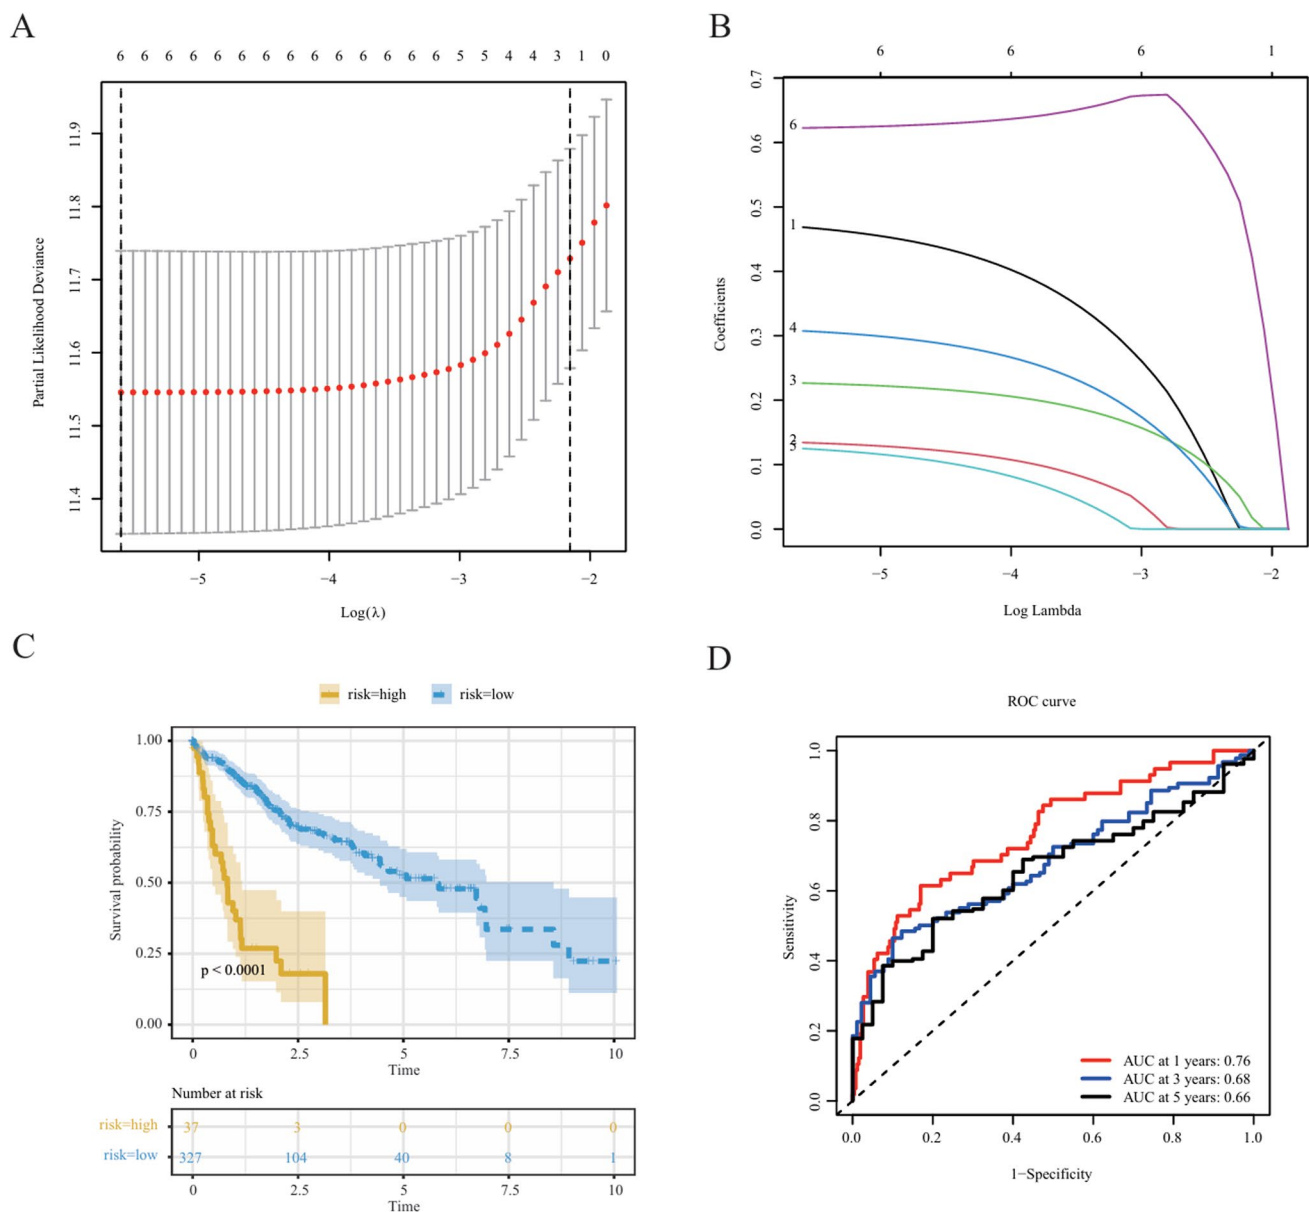 A
6 6 6 6 6 6 6 6 6 6 6 6 6 6 5 5 4 4 3 1 0
11.9
11.8
11.7
11.6
11.5
11.4
Partial Likelihood Deviance
−5 −4 −3 −2
Log(λ)
B
6 6 6 1
0.7
0.6
0.5
0.4
0.3
0.2
0.1
0.0
Coefficients
6
1
4
3
2
5
−5 −4 −3 −2
Log Lambda
C
risk=high risk=low
1.00
0.75
0.50
0.25
0.00
Survival probability
p < 0.0001
0 2.5 5 7.5 10
Time
Number at risk
risk=high 37 3 0 0 0
risk=low 327 104 40 8 1
0 2.5 5 7.5 10
Time
D
ROC curve
1.0
0.8
0.6
0.4
0.2
0.0
Sensitivity
AUC at 1 years: 0.76
AUC at 3 years: 0.68
AUC at 5 years: 0.66
0.0 0.2 0.4 0.6 0.8 1.0
1−Specificity